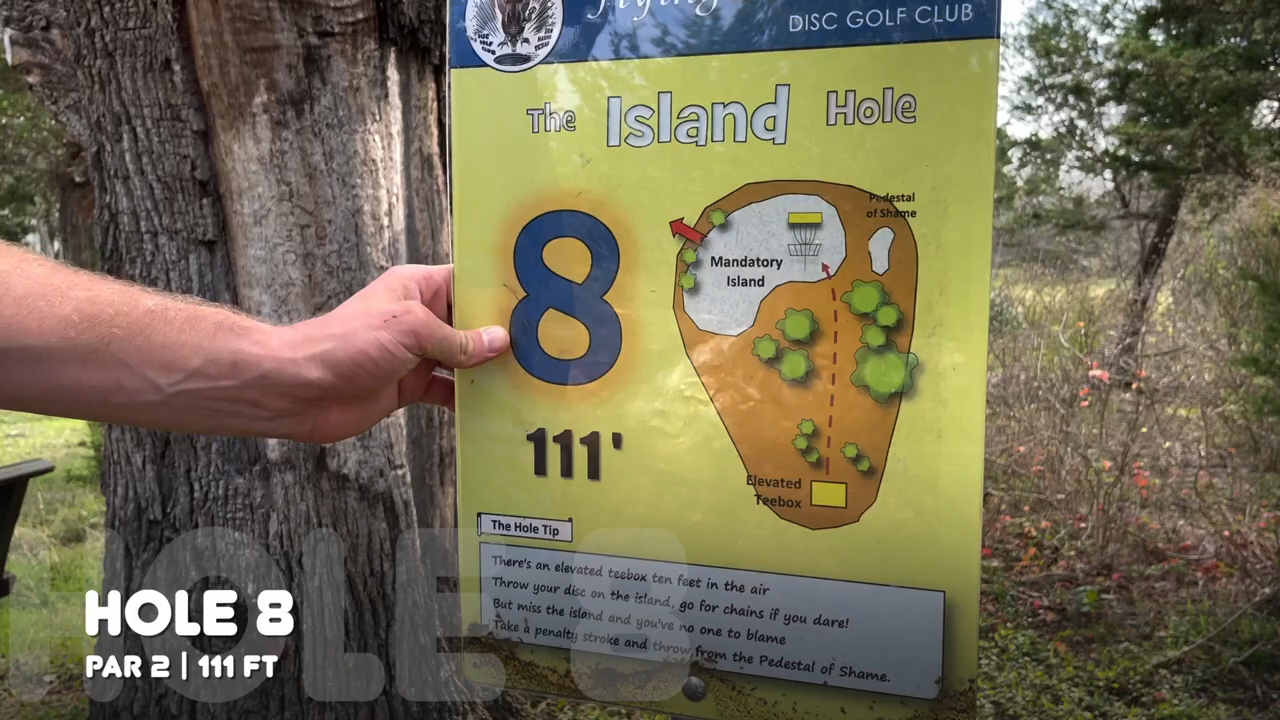 Flying
DISC GOLF CLUB
The Island Hole
8
111'
Pedestal
of Shame
Mandatory
Island
Elevated
Teebox
The Hole Tip
There's an elevated teebox ten feet in the air
Throw your disc on the island, go for chains if you dare!
But miss the island and you've no one to blame
Take a penalty stroke and throw from the Pedestal of Shame.
HOLE 8
HOLE 8
PAR 2 | 111 FT